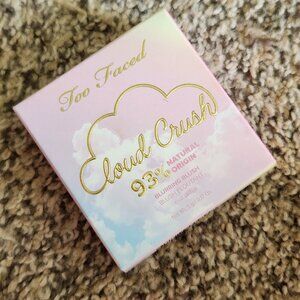 Too Faced
Cloud Crush
93% NATURAL
ORIGIN
BLURRING BLUSH